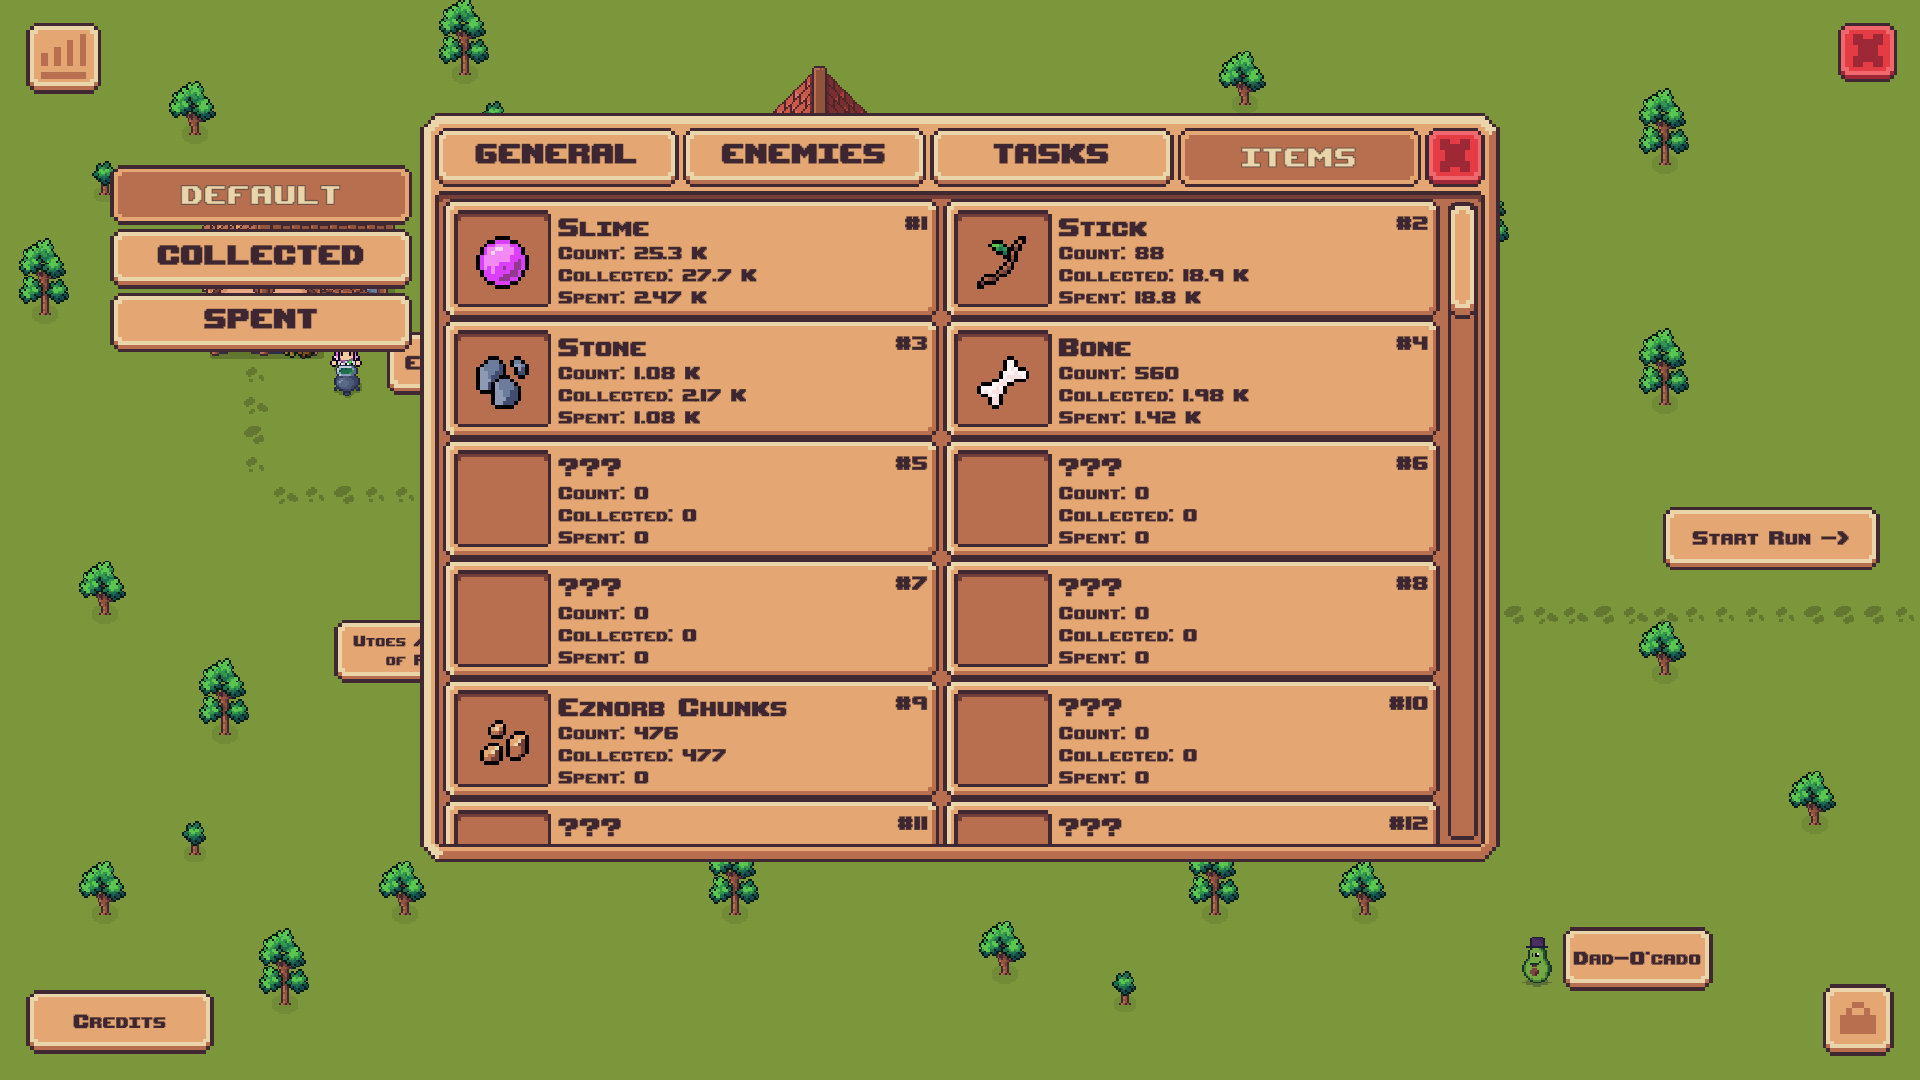 GENERAL
ENEMIES
TASKS
ITEMS
DEFAULT
COLLECTED
SPENT
Slime
#1
Count: 25.3 K
Collected: 27.7 K
Spent: 2.47 K
Stick
#2
Count: 88
Collected: 18.9 K
Spent: 18.8 K
Stone
#3
Count: 1.08 K
Collected: 2.17 K
Spent: 1.08 K
Bone
#4
Count: 560
Collected: 1.98 K
Spent: 1.42 K
???
#5
Count: 0
Collected: 0
Spent: 0
???
#6
Count: 0
Collected: 0
Spent: 0
???
#7
Count: 0
Collected: 0
Spent: 0
???
#8
Count: 0
Collected: 0
Spent: 0
Eznorb Chunks
#9
Count: 476
Collected: 477
Spent: 0
???
#10
Count: 0
Collected: 0
Spent: 0
???
#11
???
#12
Utoes
of
Start Run ->
Dad-O'cado
Credits